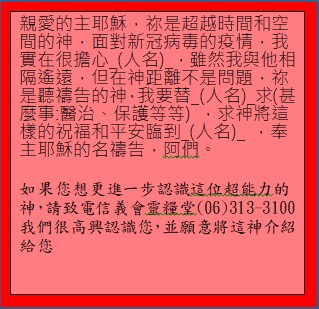 親愛的主耶穌，祢是超越時間和空
間的神，面對新冠病毒的疫情，我
實在很擔心_(人名)_，雖然我與他相
隔遙遠，但在神距離不是問題，祢
是聽禱告的神，我要替_(人名)_求(甚
麼事:醫治、保護等等) ，求神將這
樣的祝福和平安臨到_(人名)_ ，奉
主耶穌的名禱告，阿們。
如果您想更進一步認識這位超能力的
神，請致電信義會靈糧堂(06)313-3100
我們很高興認識您，並願意將這神介紹
給您